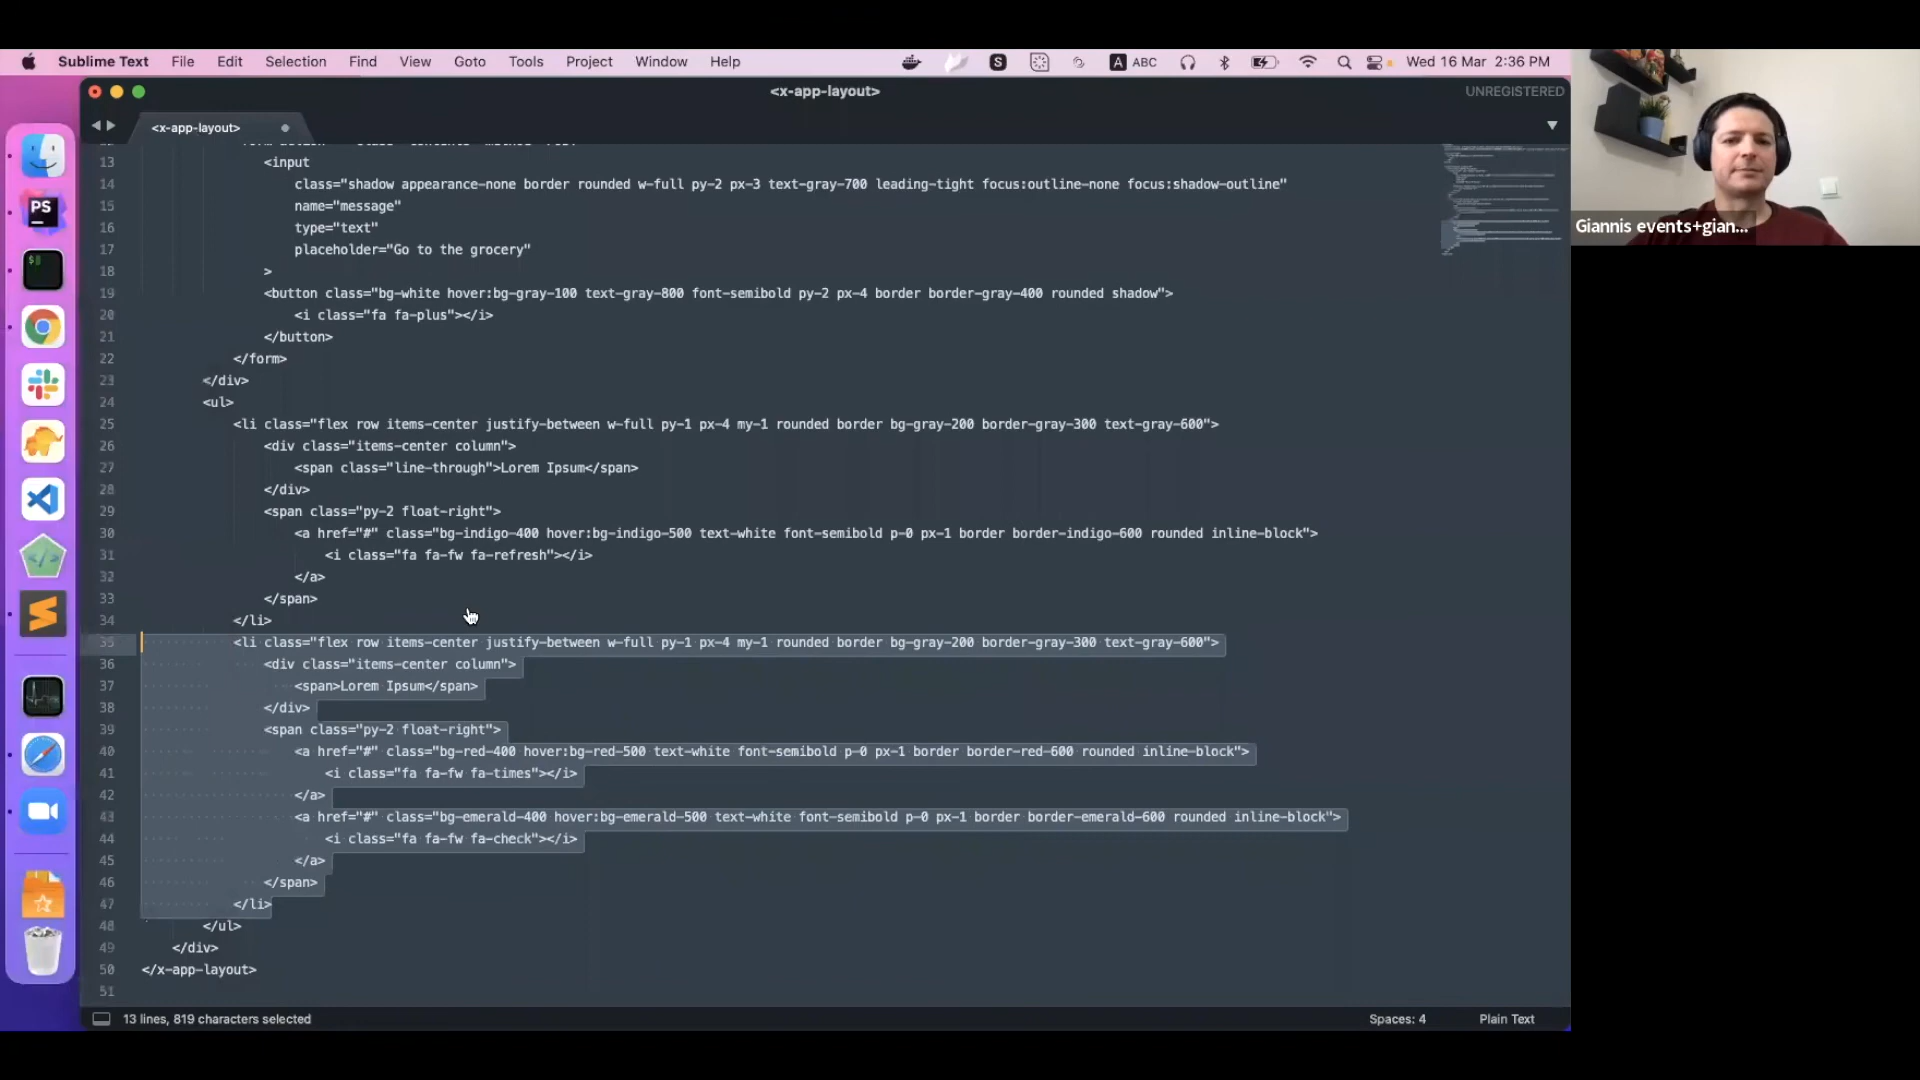 Sublime Text File Edit Selection Find View Goto Tools Project Window Help S A ABC Wed 16 Mar 2:36 PM
<x-app-layout>
UNREGISTERED
<x-app-layout>
PS
$
13 <input
14 class="shadow appearance-none border rounded w-full py-2 px-3 text-gray-700 leading-tight focus:outline-none focus:shadow-outline"
15 name="message"
16 type="text"
17 placeholder="Go to the grocery"
18 >
19 <button class="bg-white hover:bg-gray-100 text-gray-800 font-semibold py-2 px-4 border border-gray-400 rounded shadow">
20 <i class="fa fa-plus"></i>
21 </button>
22 </form>
23 </div>
24 <ul>
25 <li class="flex row items-center justify-between w-full py-1 px-4 my-1 rounded border bg-gray-200 border-gray-300 text-gray-600">
26 <div class="items-center column">
27 <span class="line-through">Lorem Ipsum</span>
28 </div>
29 <span class="py-2 float-right">
30 <a href="#" class="bg-indigo-400 hover:bg-indigo-500 text-white font-semibold p-0 px-1 border border-indigo-600 rounded inline-block">
31 <i class="fa fa-fw fa-refresh"></i>
32 </a>
33 </span>
34 </li>
35 <li class="flex row items-center justify-between w-full py-1 px-4 my-1 rounded border bg-gray-200 border-gray-300 text-gray-600">
36 <div class="items-center column">
37 <span>Lorem Ipsum</span>
38 </div>
39 <span class="py-2 float-right">
40 <a href="#" class="bg-red-400 hover:bg-red-500 text-white font-semibold p-0 px-1 border border-red-600 rounded inline-block">
41 <i class="fa fa-fw fa-times"></i>
42 </a>
43 <a href="#" class="bg-emerald-400 hover:bg-emerald-500 text-white font-semibold p-0 px-1 border border-emerald-600 rounded inline-block">
44 <i class="fa fa-fw fa-check"></i>
45 </a>
46 </span>
47 </li>
48 </ul>
49 </div>
50 </x-app-layout>
51
13 lines, 819 characters selected
Spaces: 4
Plain Text
Giannis events+gian...